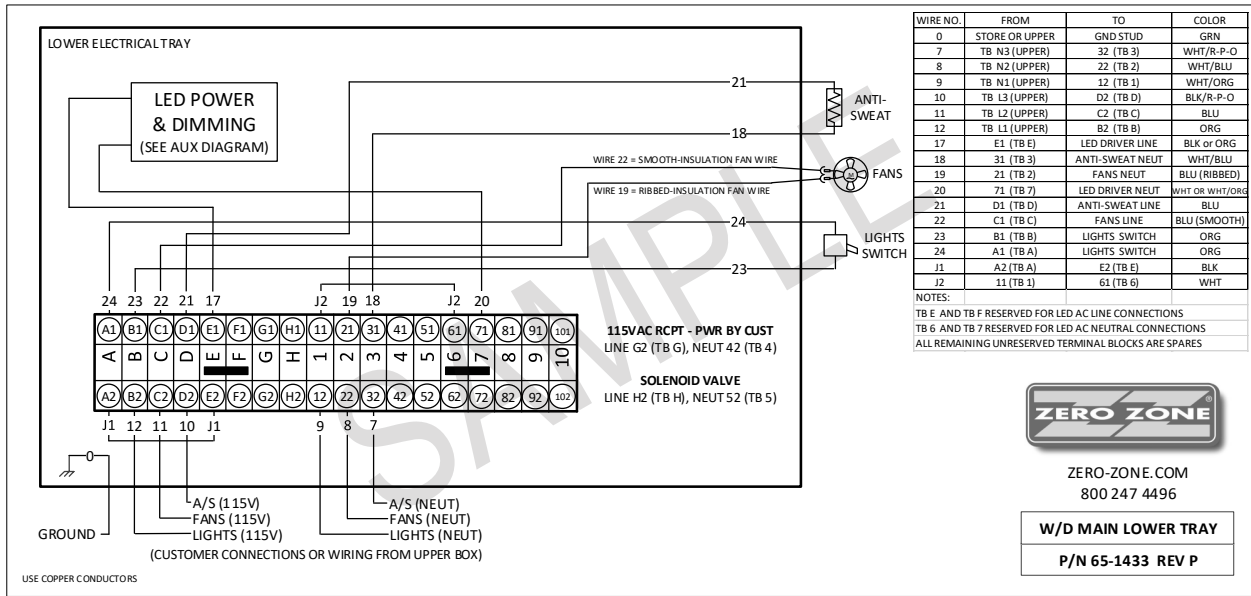 LOWER ELECTRICAL TRAY
LED POWER
& DIMMING
(SEE AUX DIAGRAM)
21
ANTI-
SWEAT
18
WIRE 22 = SMOOTH-INSULATION FAN WIRE
M
FANS
WIRE 19 = RIBBED-INSULATION FAN WIRE
24
LIGHTS
SWITCH
23
SAMPLE
24 23 22 21 17 J2 19 18 J2 20
A1 B1 C1 D1 E1 F1 G1 H1 11 21 31 41 51 61 71 81 91 101
A B C D E F G H 1 2 3 4 5 6 7 8 9 10
A2 B2 C2 D2 E2 F2 G2 H2 12 22 32 42 52 62 72 82 92 102
J1 12 11 10 J1 9 8 7
115VAC RCPT - PWR BY CUST
LINE G2 (TB G), NEUT 42 (TB 4)
SOLENOID VALVE
LINE H2 (TB H), NEUT 52 (TB 5)
0
GROUND
A/S (115V)
FANS (115V)
LIGHTS (115V)
A/S (NEUT)
FANS (NEUT)
LIGHTS (NEUT)
(CUSTOMER CONNECTIONS OR WIRING FROM UPPER BOX)
USE COPPER CONDUCTORS
WIRE NO. FROM TO COLOR
0 STORE OR UPPER GND STUD GRN
7 TB N3 (UPPER) 32 (TB 3) WHT/R-P-O
8 TB N2 (UPPER) 22 (TB 2) WHT/BLU
9 TB N1 (UPPER) 12 (TB 1) WHT/ORG
10 TB L3 (UPPER) D2 (TB D) BLK/R-P-O
11 TB L2 (UPPER) C2 (TB C) BLU
12 TB L1 (UPPER) B2 (TB B) ORG
17 E1 (TB E) LED DRIVER LINE BLK or ORG
18 31 (TB 3) ANTI-SWEAT NEUT WHT/BLU
19 21 (TB 2) FANS NEUT BLU (RIBBED)
20 71 (TB 7) LED DRIVER NEUT WHT OR WHT/ORG
21 D1 (TB D) ANTI-SWEAT LINE BLU
22 C1 (TB C) FANS LINE BLU (SMOOTH)
23 B1 (TB B) LIGHTS SWITCH ORG
24 A1 (TB A) LIGHTS SWITCH ORG
J1 A2 (TB A) E2 (TB E) BLK
J2 11 (TB 1) 61 (TB 6) WHT
NOTES:
TB E AND TB F RESERVED FOR LED AC LINE CONNECTIONS
TB 6 AND TB 7 RESERVED FOR LED AC NEUTRAL CONNECTIONS
ALL REMAINING UNRESERVED TERMINAL BLOCKS ARE SPARES
ZERO ZONE
ZERO-ZONE.COM
800 247 4496
W/D MAIN LOWER TRAY
P/N 65-1433 REV P